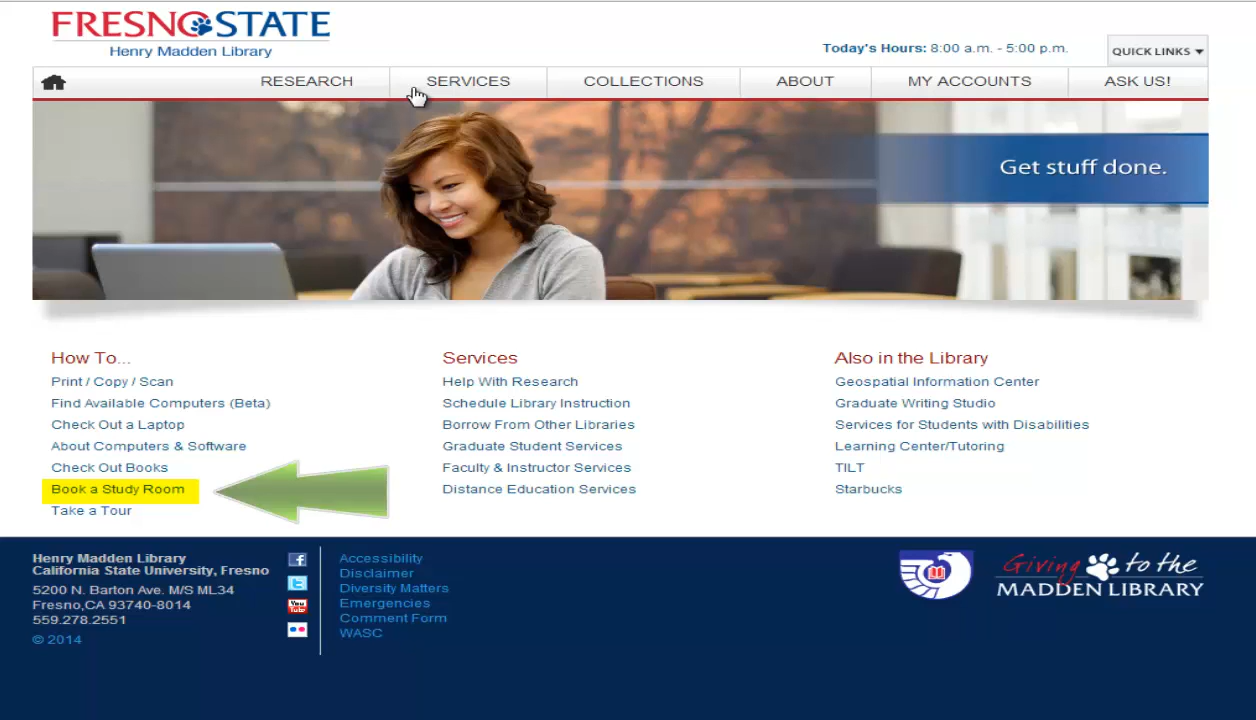 FRESNO STATE
Henry Madden Library
Today's Hours: 8:00 a.m. - 5:00 p.m.
QUICK LINKS
RESEARCH
SERVICES
COLLECTIONS
ABOUT
MY ACCOUNTS
ASK US!
Get stuff done.
How To...
Print / Copy / Scan
Find Available Computers (Beta)
Check Out a Laptop
About Computers & Software
Check Out Books
Book a Study Room
Take a Tour
Services
Help With Research
Schedule Library Instruction
Borrow From Other Libraries
Graduate Student Services
Faculty & Instructor Services
Distance Education Services
Also in the Library
Geospatial Information Center
Graduate Writing Studio
Services for Students with Disabilities
Learning Center/Tutoring
TILT
Starbucks
Henry Madden Library
California State University, Fresno
5200 N. Barton Ave. M/S ML34
Fresno,CA 93740-8014
559.278.2551
© 2014
f
t
You
Tube
Accessibility
Disclaimer
Diversity Matters
Emergencies
Comment Form
WASC
Giving to the
MADDEN LIBRARY